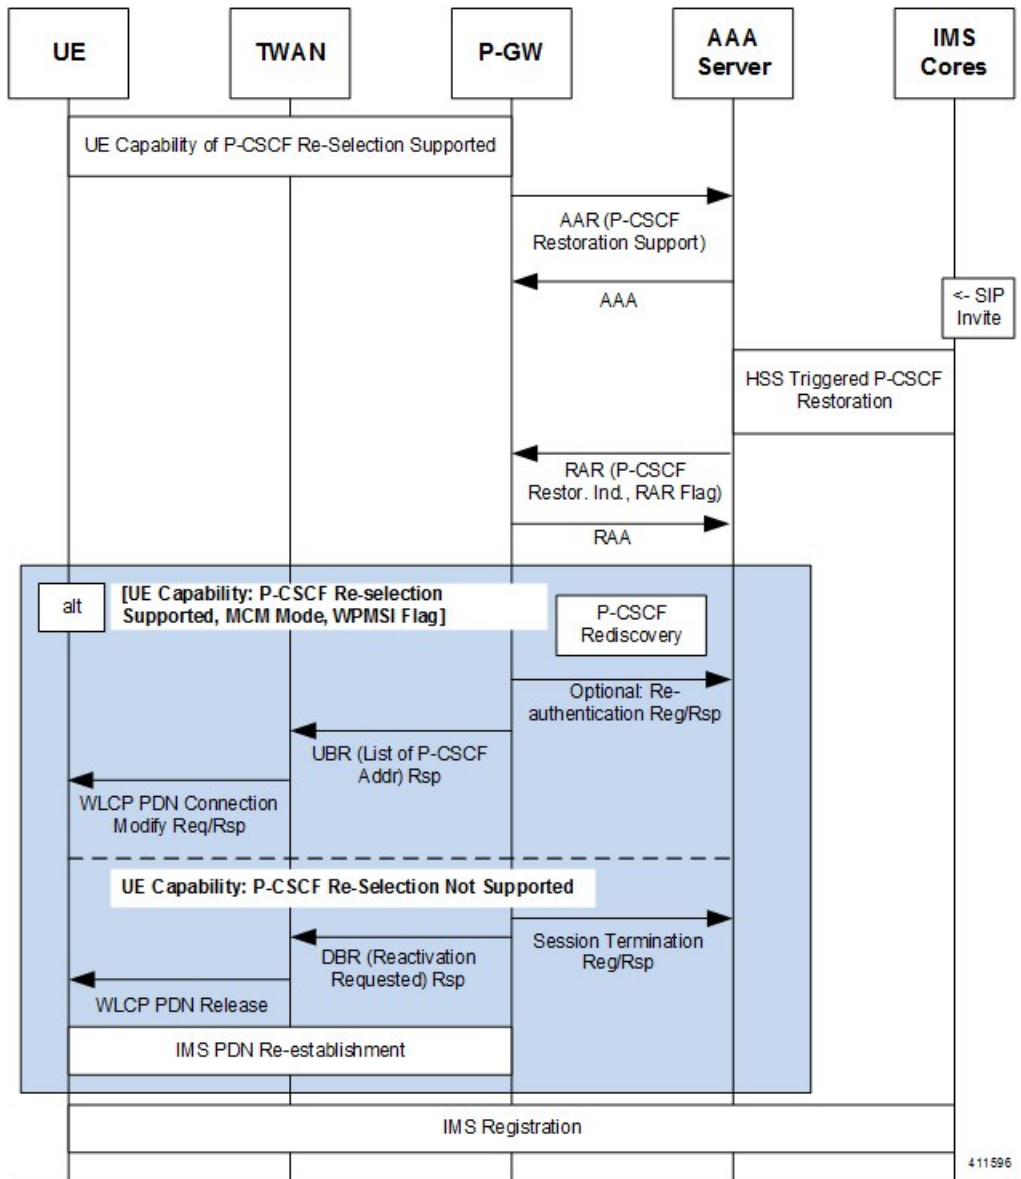 UE
TWAN
P-GW
AAA
Server
IMS
Cores
UE Capability of P-CSCF Re-Selection Supported
AAR (P-CSCF
Restoration Support)
AAA
<- SIP
Invite
HSS Triggered P-CSCF
Restoration
RAR (P-CSCF
Restor. Ind., RAR Flag)
RAA
alt
[UE Capability: P-CSCF Re-selection
Supported, MCM Mode, WPMSI Flag]
P-CSCF
Rediscovery
Optional: Re-
authentication Reg/Rsp
UBR (List of P-CSCF
Addr) Rsp
WLCP PDN Connection
Modify Req/Rsp
UE Capability: P-CSCF Re-Selection Not Supported
Session Termination
Reg/Rsp
DBR (Reactivation
Requested) Rsp
WLCP PDN Release
IMS PDN Re-establishment
IMS Registration
411596